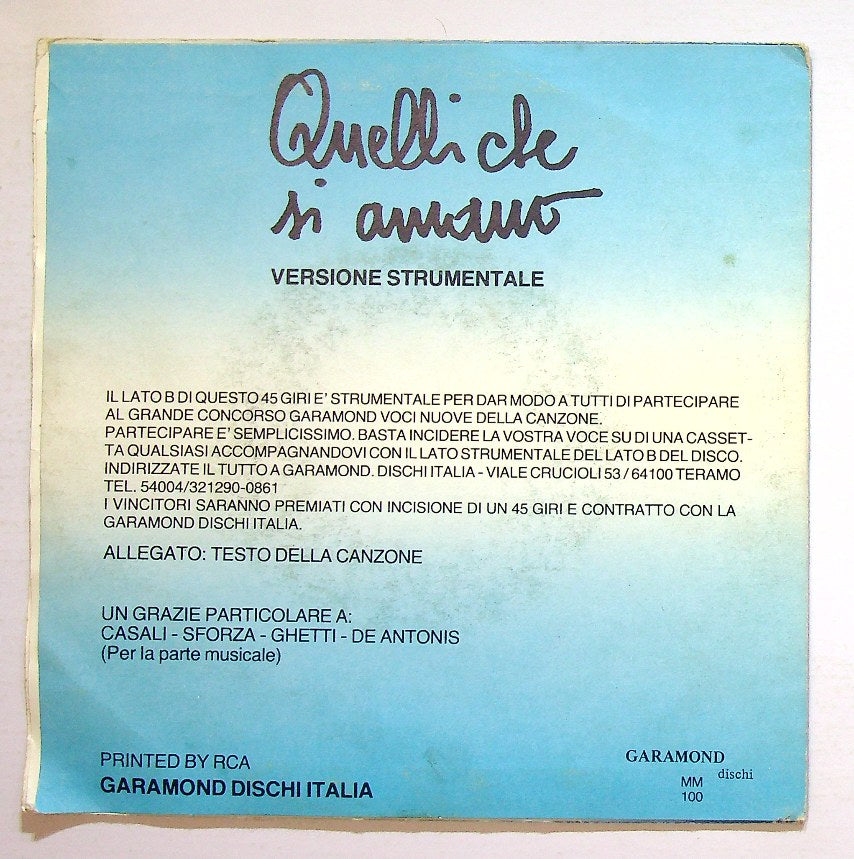 Quelli che
si amano
VERSIONE STRUMENTALE
IL LATO B DI QUESTO 45 GIRI E' STRUMENTALE PER DAR MODO A TUTTI DI PARTECIPARE
AL GRANDE CONCORSO GARAMOND VOCI NUOVE DELLA CANZONE.
PARTECIPARE E' SEMPLICISSIMO. BASTA INCIDERE LA VOSTRA VOCE SU DI UNA CASSET-
TA QUALSIASI ACCOMPAGNANDOVI CON IL LATO STRUMENTALE DEL LATO B DEL DISCO.
INDIRIZZATE IL TUTTO A GARAMOND. DISCHI ITALIA - VIALE CRUCIOLI 53 / 64100 TERAMO
TEL. 54004/321290-0861
I VINCITORI SARANNO PREMIATI CON INCISIONE DI UN 45 GIRI E CONTRATTO CON LA
GARAMOND DISCHI ITALIA.
ALLEGATO: TESTO DELLA CANZONE
UN GRAZIE PARTICOLARE A:
CASALI - SFORZA - GHETTI - DE ANTONIS
(Per la parte musicale)
PRINTED BY RCA
GARAMOND DISCHI ITALIA
GARAMOND
dischi
MM
100